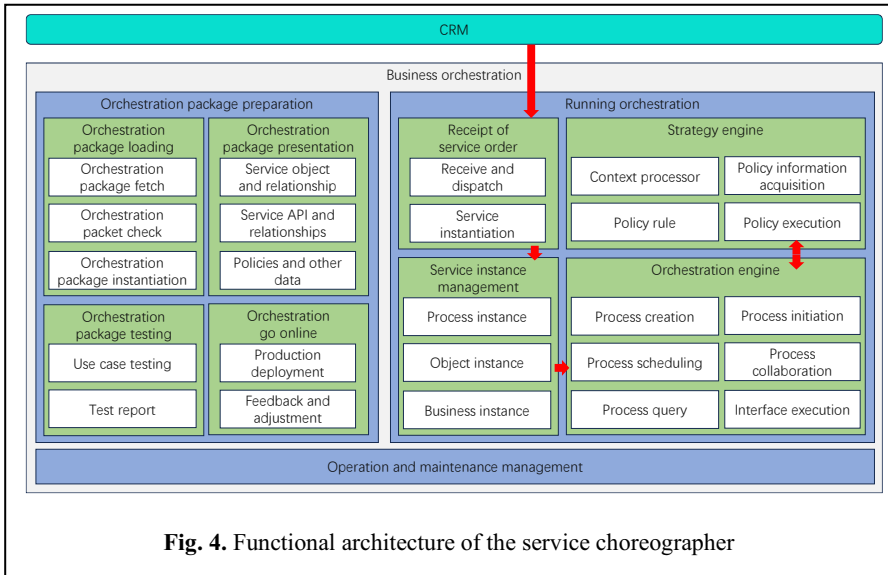 CRM
Business orchestration
Orchestration package preparation
Orchestration
package loading
Orchestration
package fetch
Orchestration
packet check
Orchestration
package instantiation
Orchestration
package presentation
Service object
and relationship
Service API and
relationships
Policies and other
data
Orchestration
package testing
Use case testing
Test report
Orchestration
go online
Production
deployment
Feedback and
adjustment
Running orchestration
Receipt of
service order
Receive and
dispatch
Service
instantiation
Strategy engine
Context processor
Policy information
acquisition
Policy rule
Policy execution
Service instance
management
Process instance
Object instance
Business instance
Orchestration engine
Process creation
Process initiation
Process scheduling
Process
collaboration
Process query
Interface execution
Operation and maintenance management
Fig. 4. Functional architecture of the service choreographer